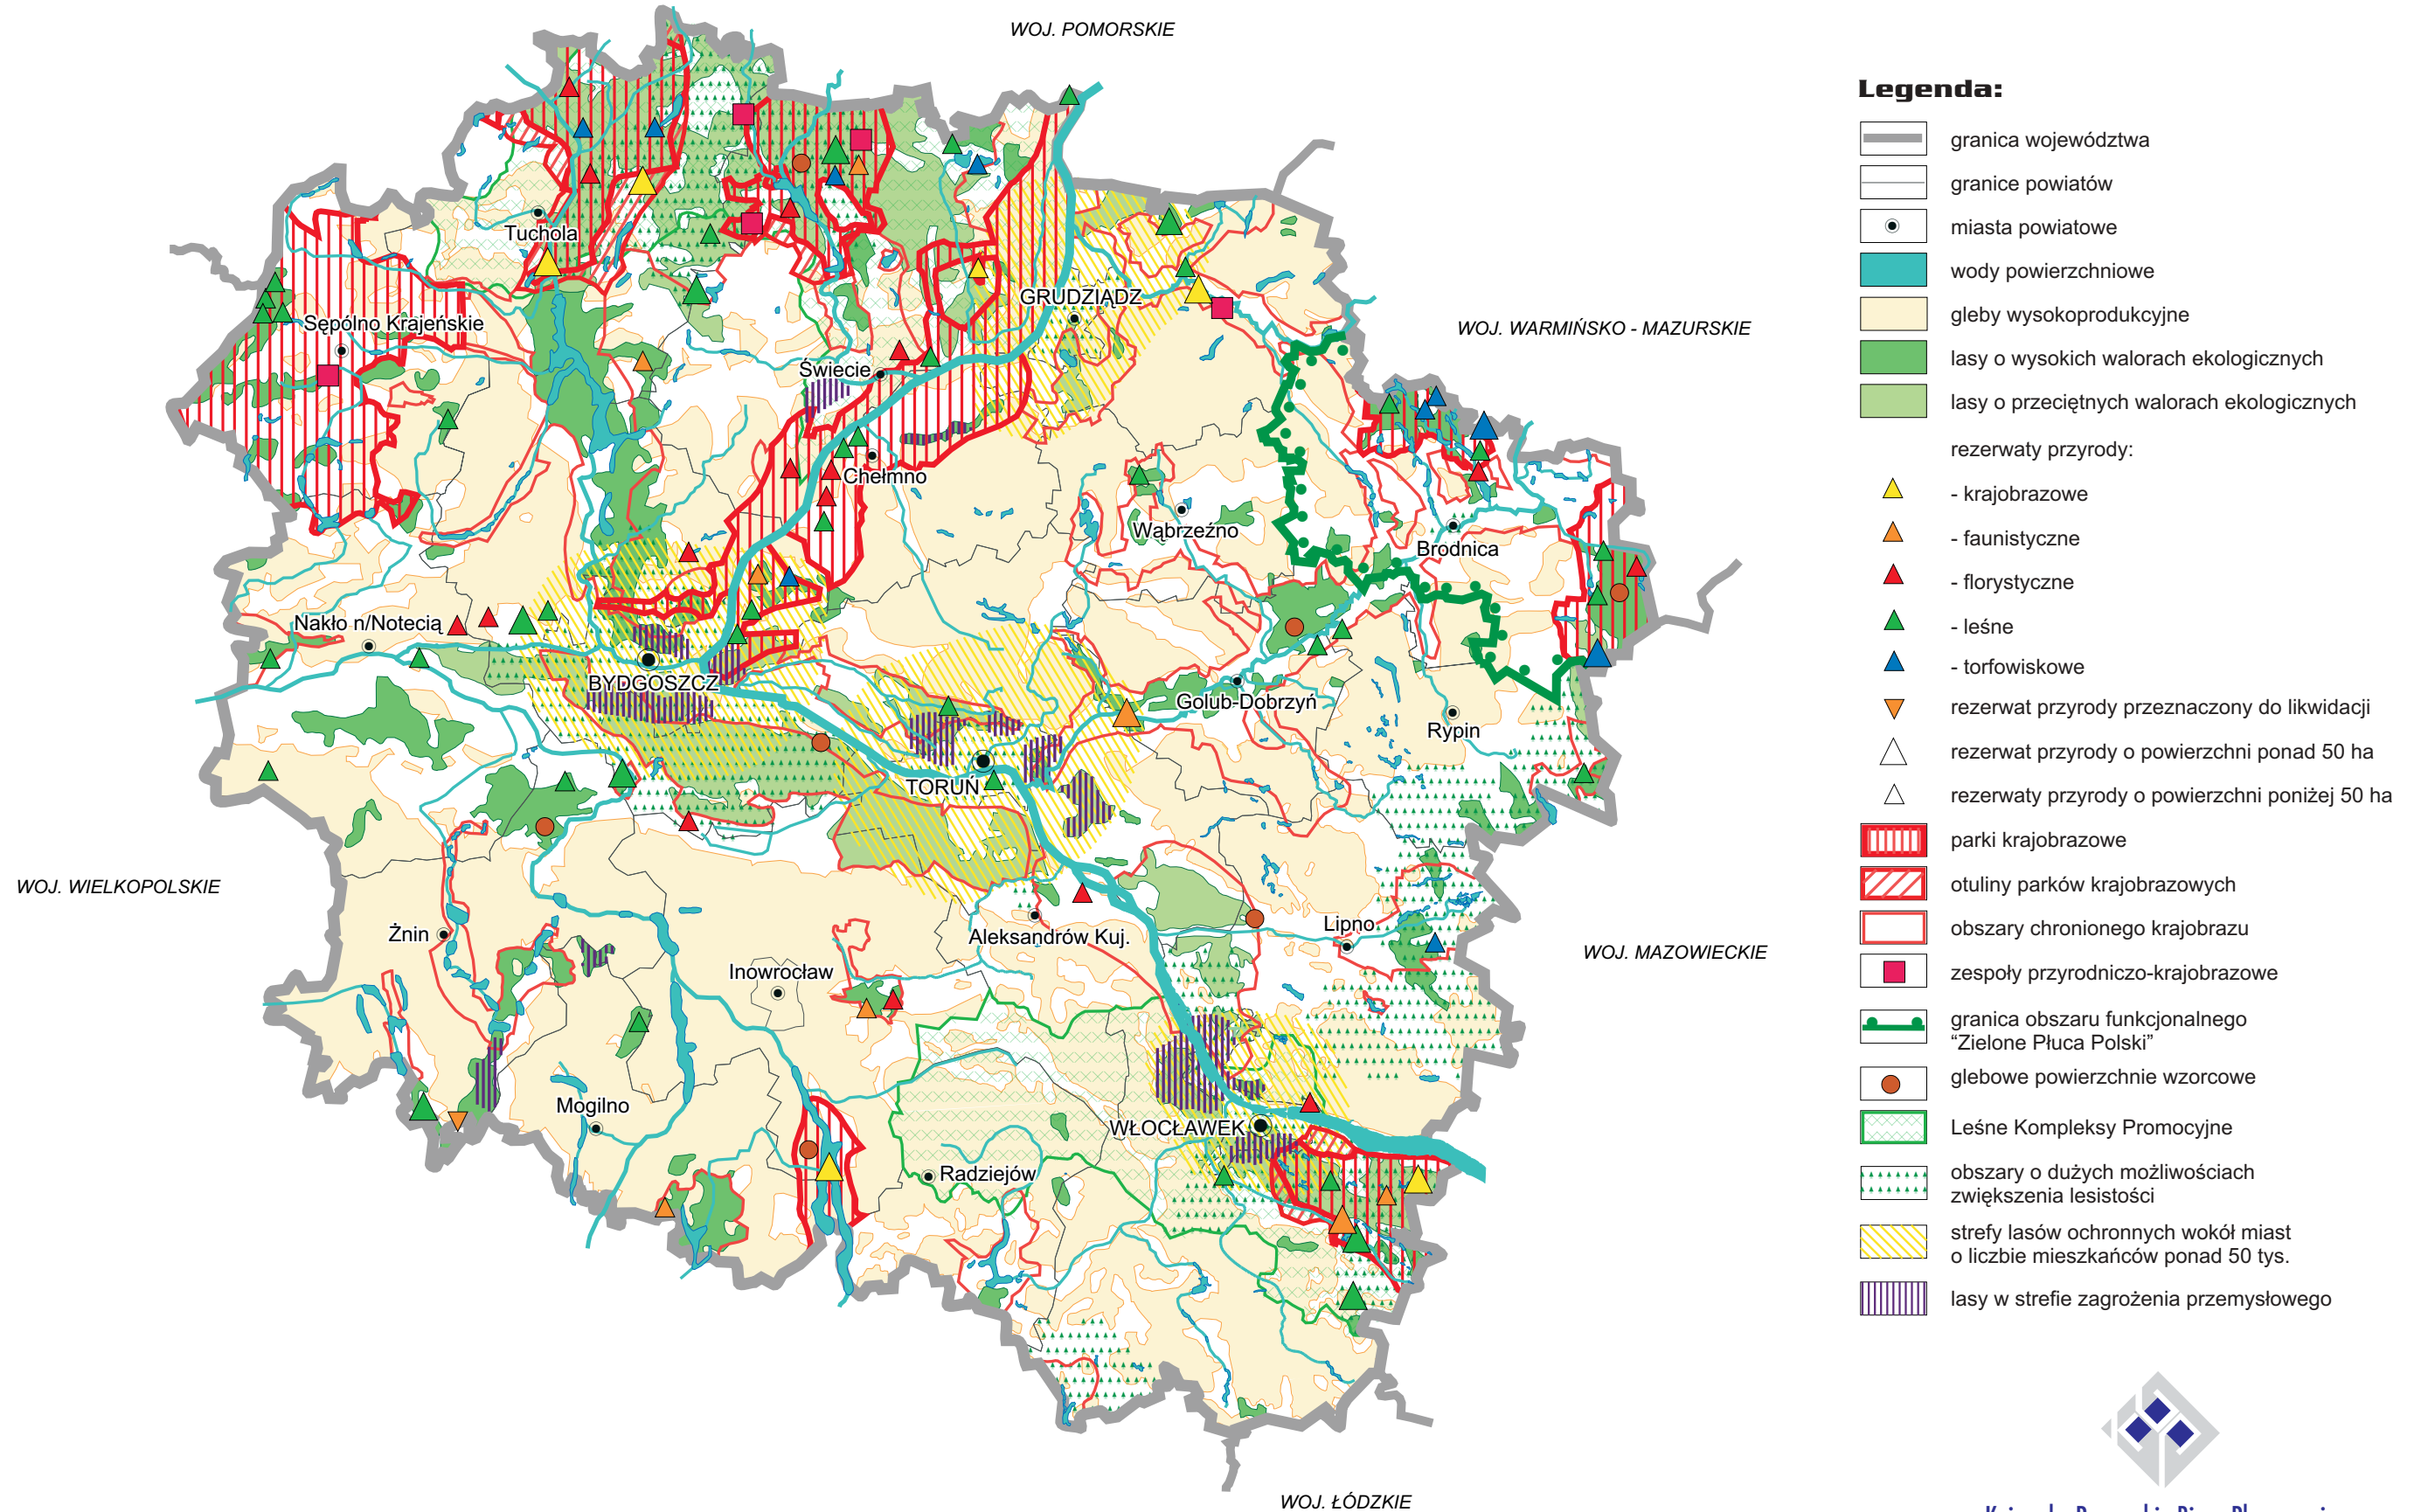 WOJ. POMORSKIE
Tuchola
GRUDZIĄDZ
Sępólno Krajeńskie
WOJ. WARMIŃSKO - MAZURSKIE
Świecie
Chełmno
Wąbrzeźno
Brodnica
Nakło n/Notecią
BYDGOSZCZ
Golub-Dobrzyń
Rypin
TORUŃ
WOJ. WIELKOPOLSKIE
Żnin
Aleksandrów Kuj.
Lipno
WOJ. MAZOWIECKIE
Inowrocław
Mogilno
WŁOCŁAWEK
Radziejów
WOJ. ŁÓDZKIE
Legenda:
granica województwa
granice powiatów
miasta powiatowe
wody powierzchniowe
gleby wysokoprodukcyjne
lasy o wysokich walorach ekologicznych
lasy o przeciętnych walorach ekologicznych
rezerwaty przyrody:
- krajobrazowe
- faunistyczne
- florystyczne
- leśne
- torfowiskowe
rezerwat przyrody przeznaczony do likwidacji
rezerwat przyrody o powierzchni ponad 50 ha
rezerwaty przyrody o powierzchni poniżej 50 ha
parki krajobrazowe
otuliny parków krajobrazowych
obszary chronionego krajobrazu
zespoły przyrodniczo-krajobrazowe
granica obszaru funkcjonalnego
“Zielone Płuca Polski”
glebowe powierzchnie wzorcowe
Leśne Kompleksy Promocyjne
obszary o dużych możliwościach
zwiększenia lesistości
strefy lasów ochronnych wokół miast
o liczbie mieszkańców ponad 50 tys.
lasy w strefie zagrożenia przemysłowego